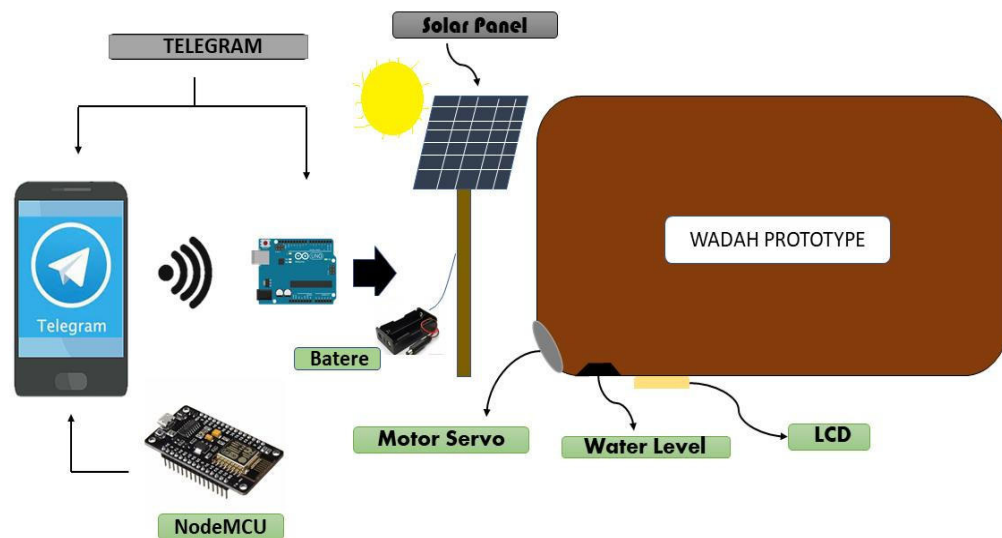 Solar Panel
TELEGRAM
WADAH PROTOTYPE
Telegram
Batere
Motor Servo
Water Level
LCD
NodeMCU